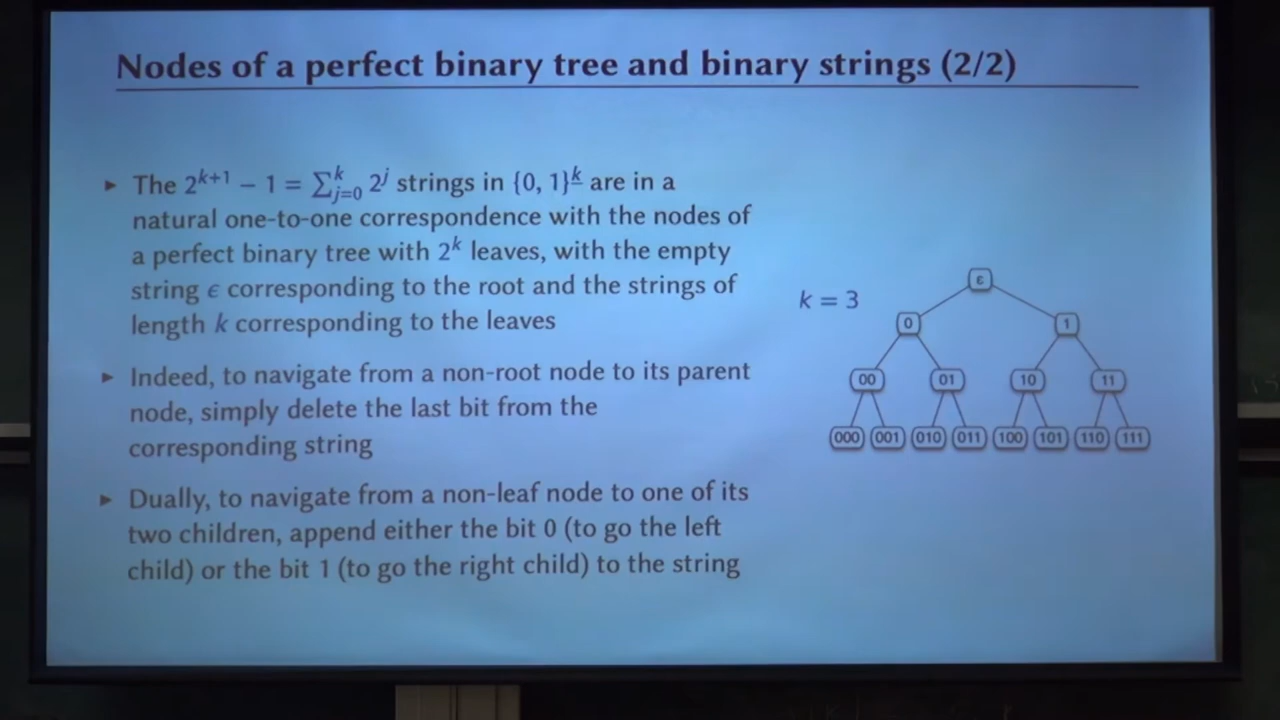 Nodes of a perfect binary tree and binary strings (2/2)
▸ The 2^{k+1} − 1 = ∑_{j=0}^{k} 2^j strings in {0, 1}^{\underline{k}} are in a
natural one-to-one correspondence with the nodes of
a perfect binary tree with 2^k leaves, with the empty
string ϵ corresponding to the root and the strings of
length k corresponding to the leaves
▸ Indeed, to navigate from a non-root node to its parent
node, simply delete the last bit from the
corresponding string
▸ Dually, to navigate from a non-leaf node to one of its
two children, append either the bit 0 (to go the left
child) or the bit 1 (to go the right child) to the string
k = 3
ϵ
0 1
00 01 10 11
000 001 010 011 100 101 110 111